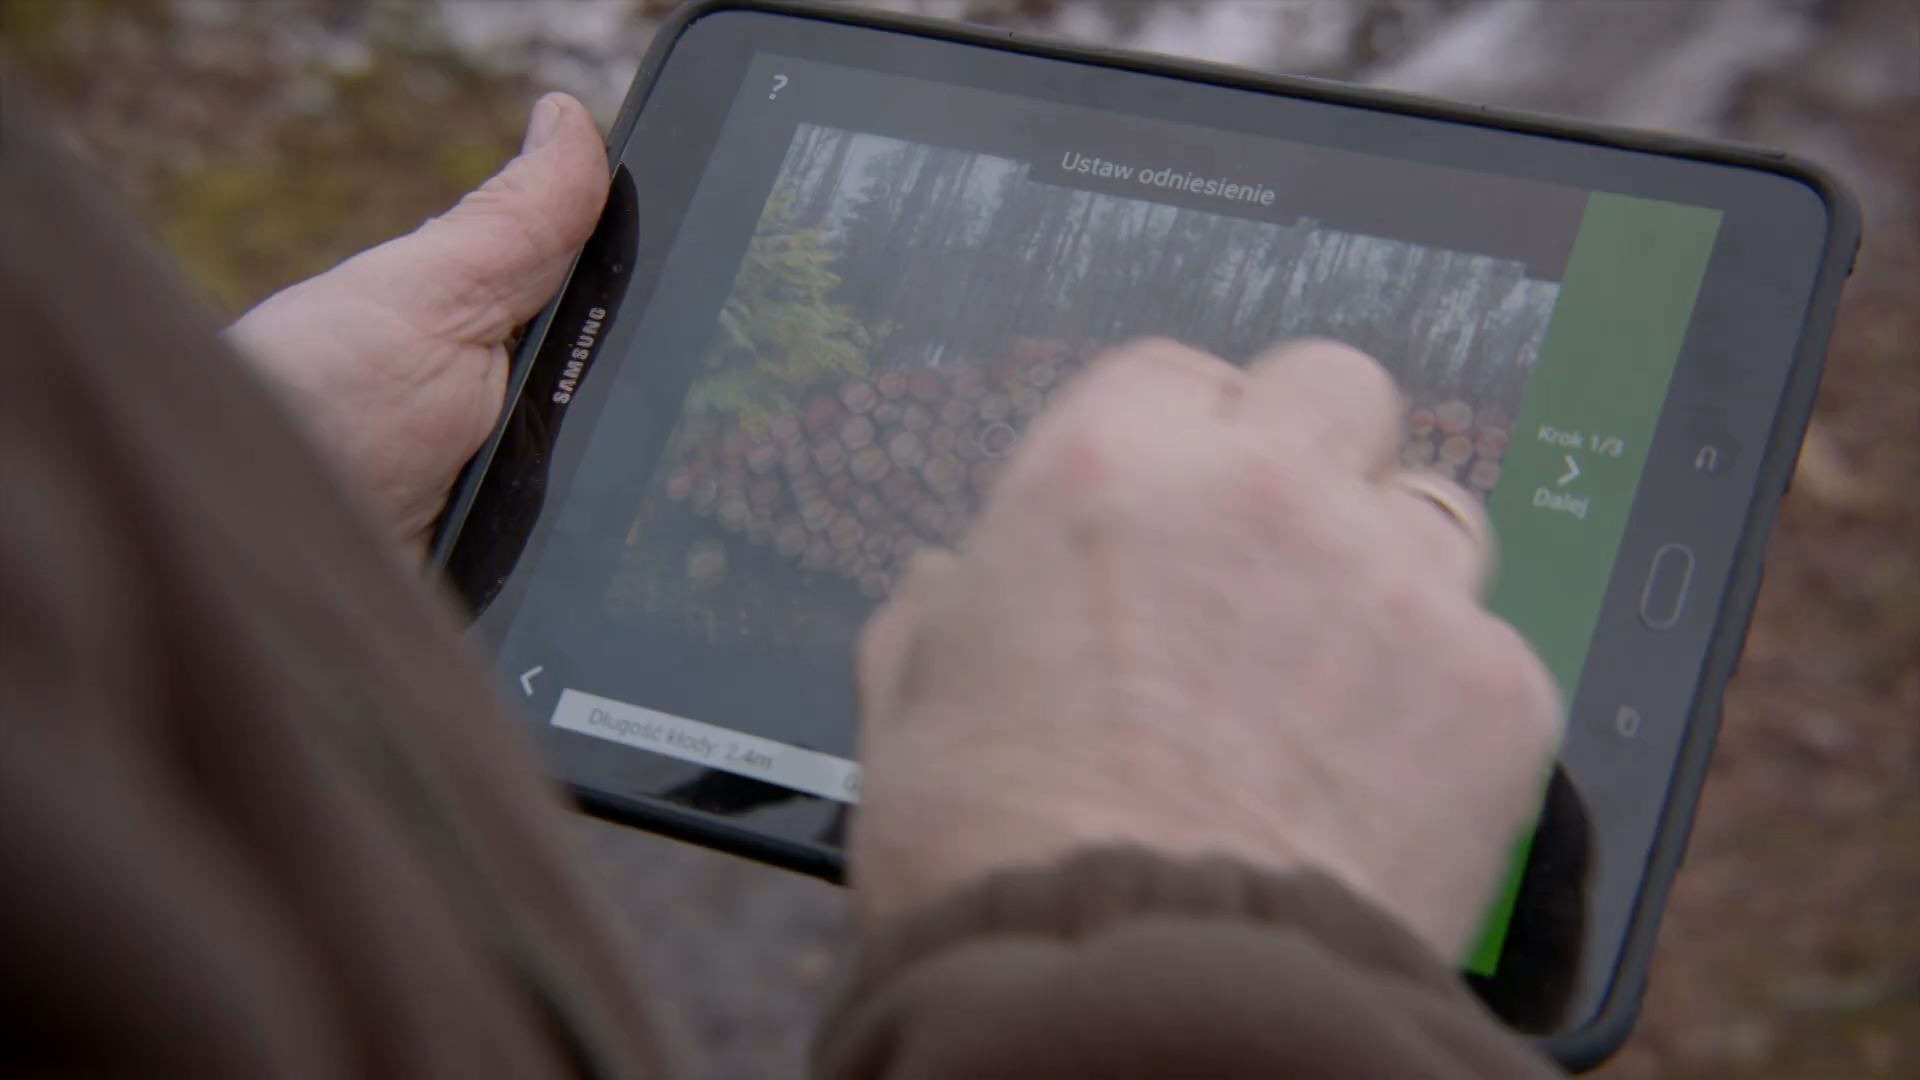 ?
Ustaw odniesienie
SAMSUNG
Krok 1/3
Dalej
Długość kłody: 2.4m